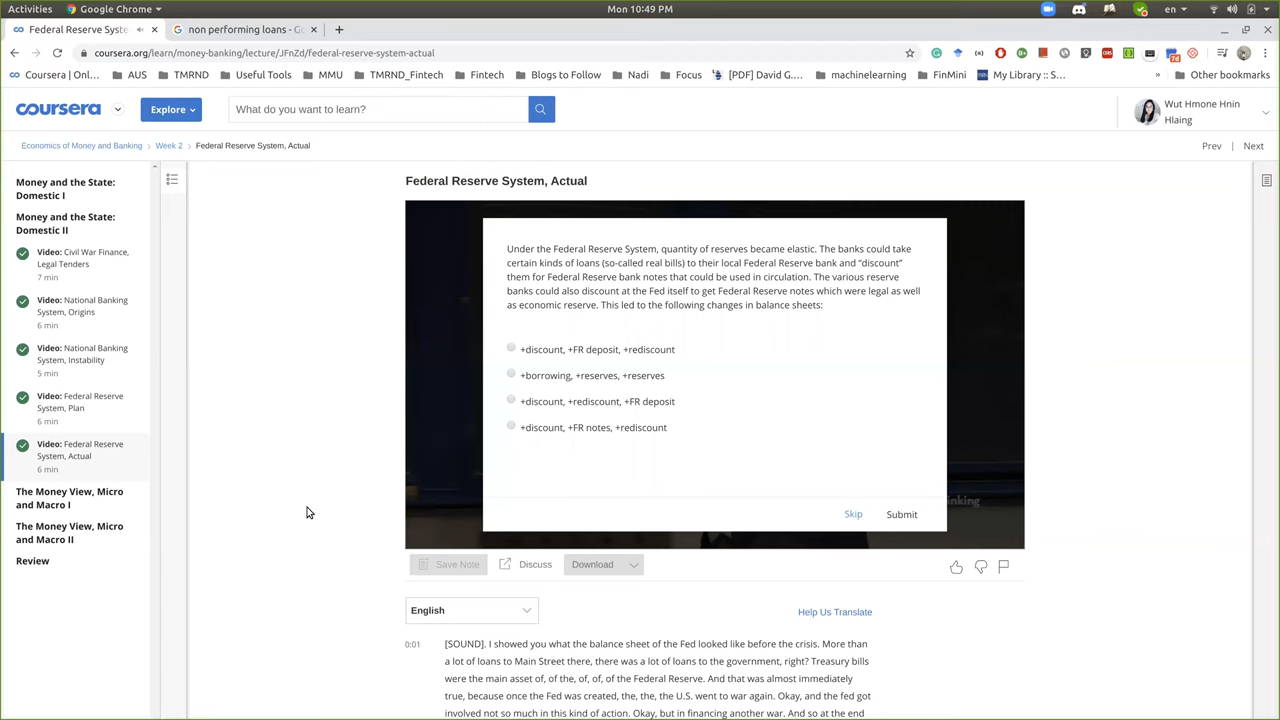 Activities
Google Chrome
Mon 10:49 PM
en
Federal Reserve Syste
non performing loans - Go
coursera.org/learn/money-banking/lecture/JFnZd/federal-reserve-system-actual
Coursera | Onl…
AUS
TMRND
Useful Tools
MMU
TMRND_Fintech
Fintech
Blogs to Follow
Nadi
Focus
[PDF] David G.…
machinelearning
FinMini
My Library :: S…
»
Other bookmarks
coursera
Explore
What do you want to learn?
Wut Hmone Hnin
Hlaing
Economics of Money and Banking
Week 2
Federal Reserve System, Actual
Prev | Next
Money and the State:
Domestic I
Money and the State:
Domestic II
Video: Civil War Finance,
Legal Tenders
7 min
Video: National Banking
System, Origins
6 min
Video: National Banking
System, Instability
5 min
Video: Federal Reserve
System, Plan
6 min
Video: Federal Reserve
System, Actual
6 min
The Money View, Micro
and Macro I
The Money View, Micro
and Macro II
Review
Federal Reserve System, Actual
Under the Federal Reserve System, quantity of reserves became elastic. The banks could take
certain kinds of loans (so-called real bills) to their local Federal Reserve bank and “discount”
them for Federal Reserve bank notes that could be used in circulation. The various reserve
banks could also discount at the Fed itself to get Federal Reserve notes which were legal as well
as economic reserve. This led to the following changes in balance sheets:
+discount, +FR deposit, +rediscount
+borrowing, +reserves, +reserves
+discount, +rediscount, +FR deposit
+discount, +FR notes, +rediscount
inking
Skip
Submit
Save Note
Discuss
Download
English
Help Us Translate
0:01
[SOUND]. I showed you what the balance sheet of the Fed looked like before the crisis. More than
a lot of loans to Main Street there, there was a lot of loans to the government, right? Treasury bills
were the main asset of, of the, of, of, of the Federal Reserve. And that was almost immediately
true, because once the Fed was created, the, the, the U.S. went to war again. Okay, and the fed got
involved not so much in this kind of action. Okay, but in financing another war. And so at the end